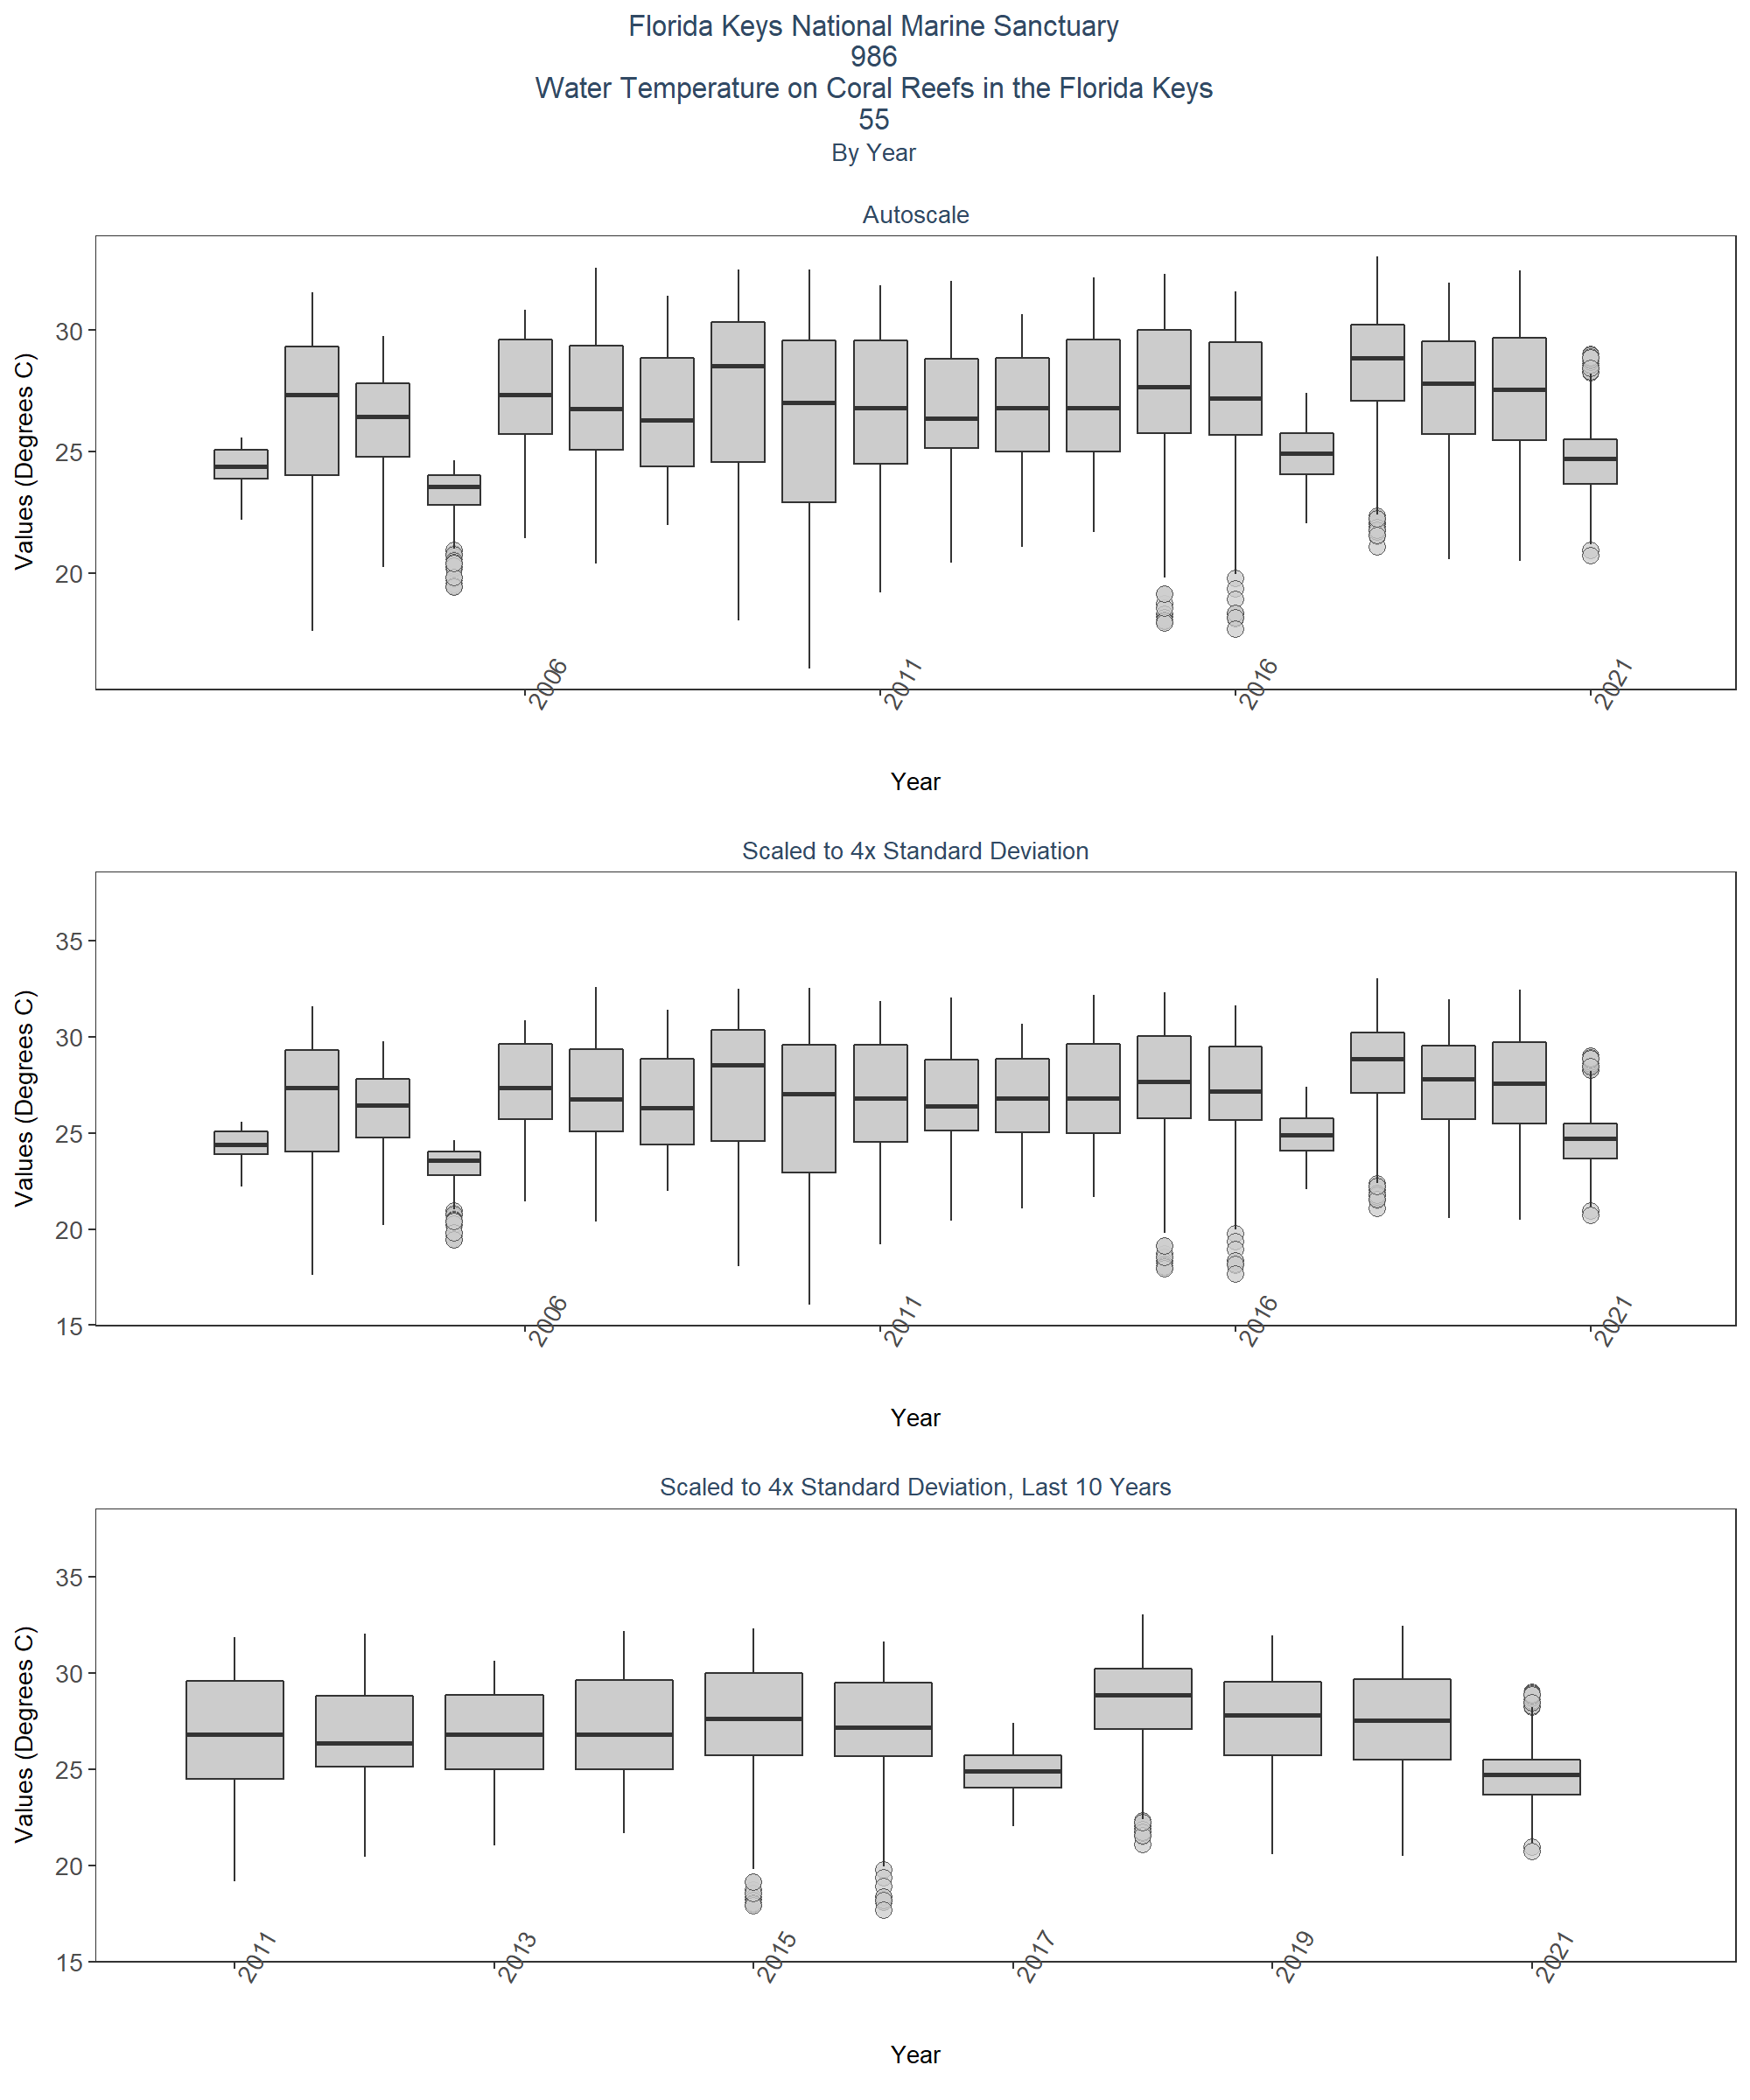 Florida Keys National Marine Sanctuary
986
Water Temperature on Coral Reefs in the Florida Keys
55
By Year
Autoscale
Values (Degrees C)
30
25
20
2006
2011
2016
2021
Year
Scaled to 4x Standard Deviation
Values (Degrees C)
35
30
25
20
15
2006
2011
2016
2021
Year
Scaled to 4x Standard Deviation, Last 10 Years
Values (Degrees C)
35
30
25
20
15
2011
2013
2015
2017
2019
2021
Year